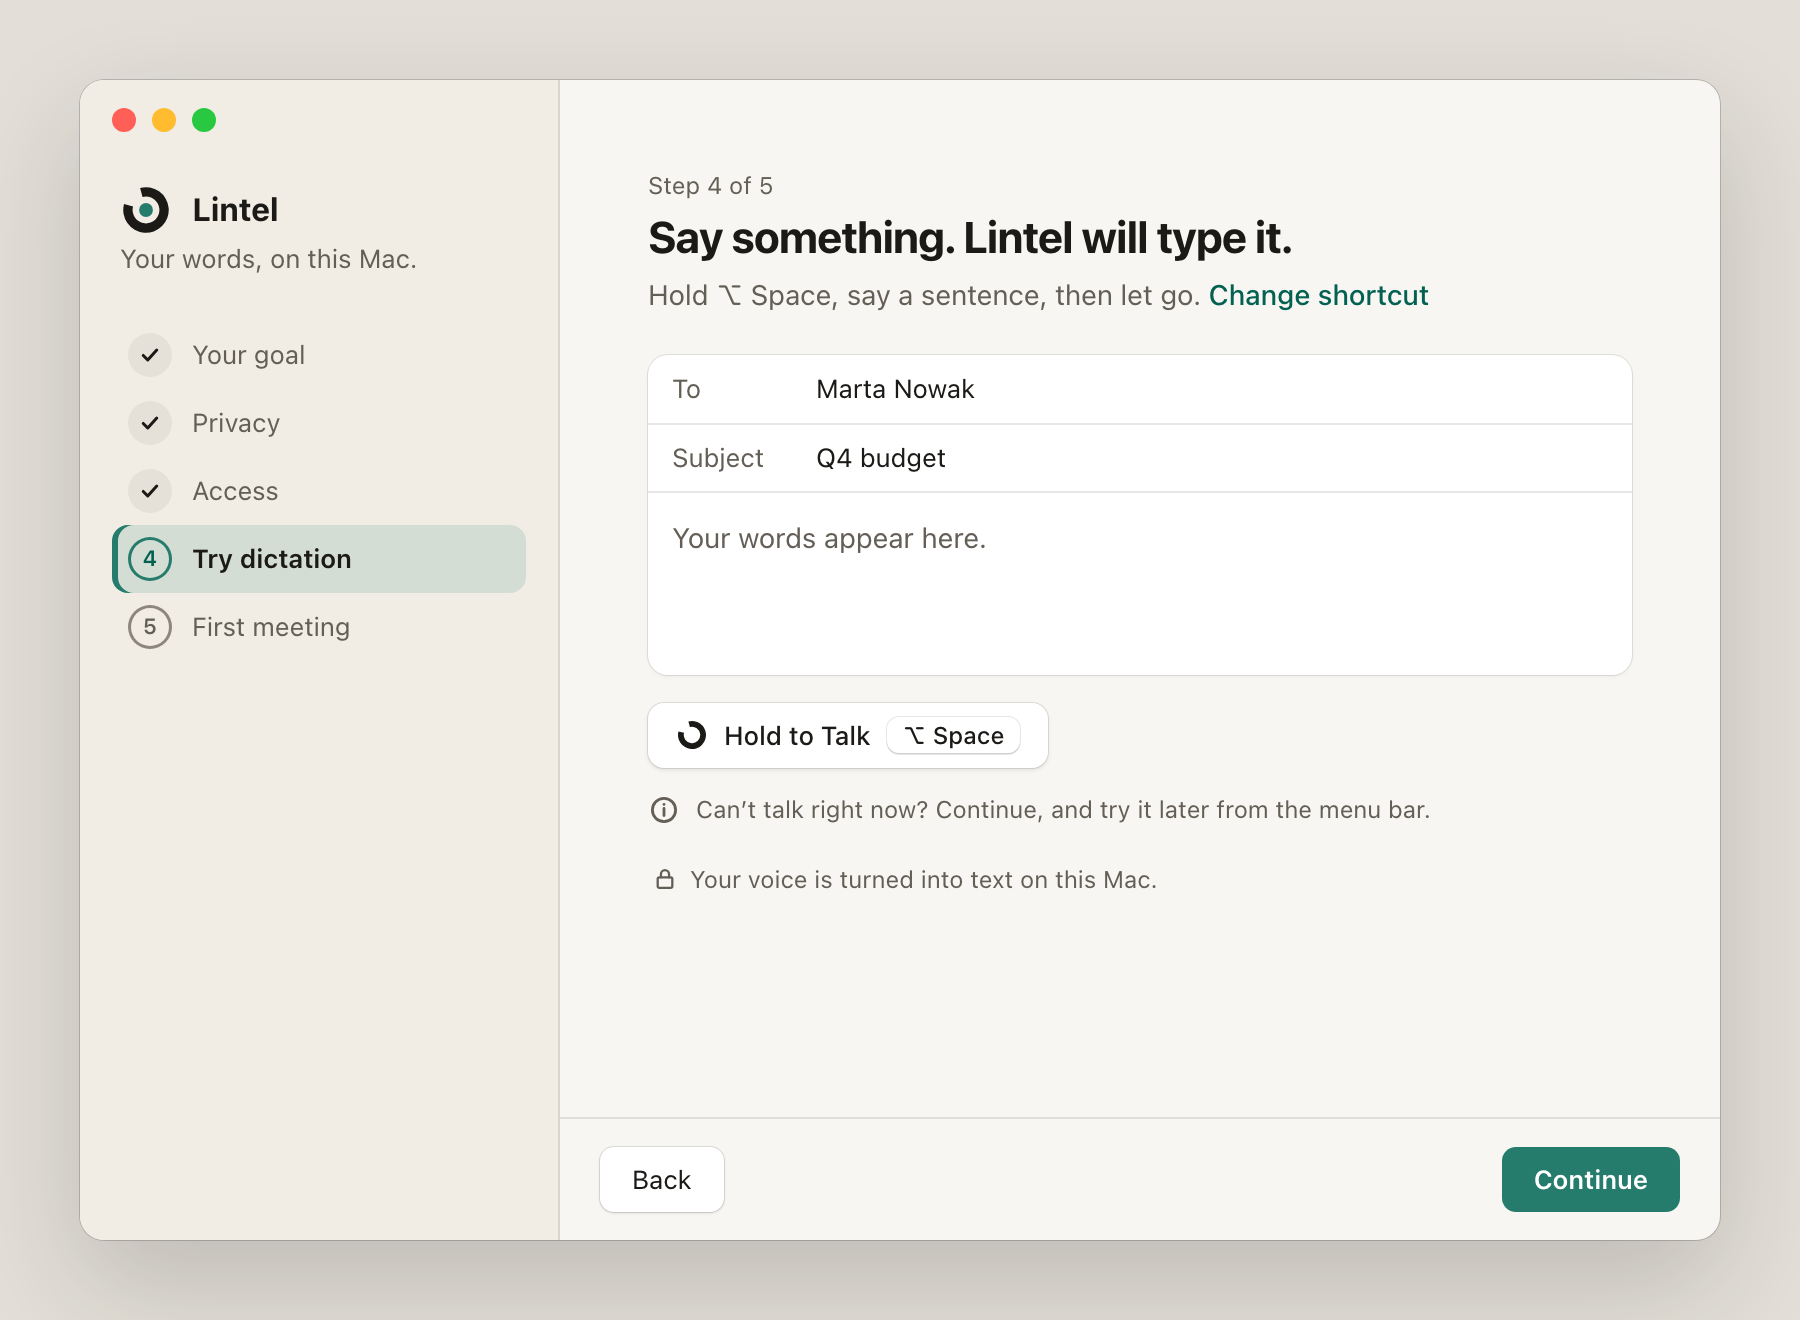 Lintel
Your words, on this Mac.
Your goal
Privacy
Access
4 Try dictation
5 First meeting
Step 4 of 5
Say something. Lintel will type it.
Hold ⌥ Space, say a sentence, then let go. Change shortcut
To Marta Nowak
Subject Q4 budget
Your words appear here.
Hold to Talk ⌥ Space
Can’t talk right now? Continue, and try it later from the menu bar.
Your voice is turned into text on this Mac.
Back Continue